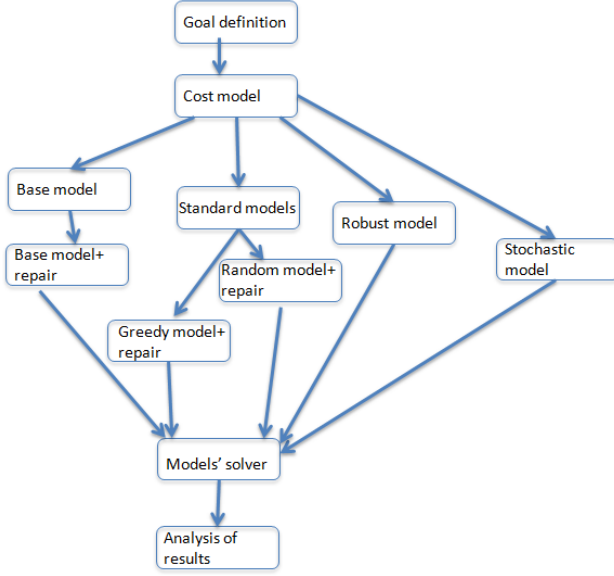 Goal definition
Cost model
Base model
Standard models
Robust model
Stochastic
model
Base model+
repair
Random model+
repair
Greedy model+
repair
Models' solver
Analysis of
results